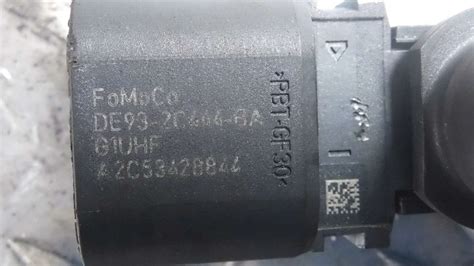 FoMoCo
DE93-2C444-BA
G1UHF
A2C53428844
>PBT-GF30<